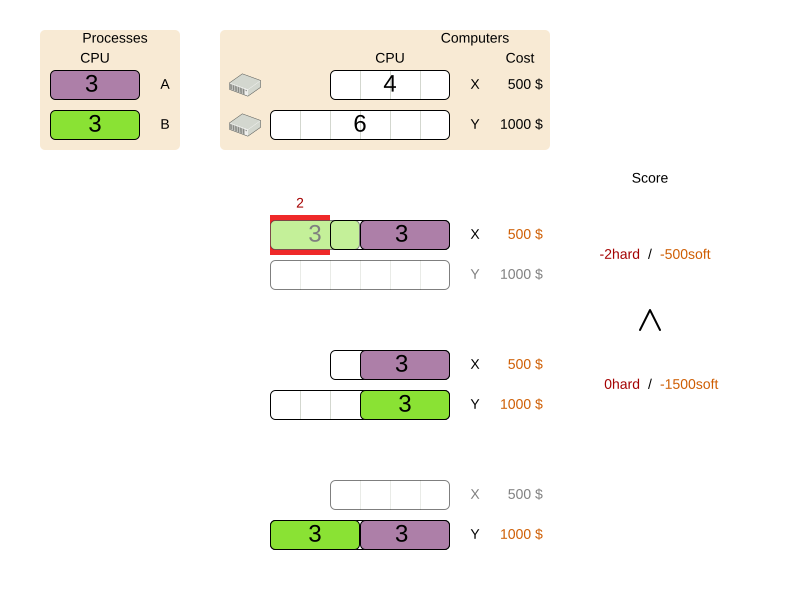 Processes
CPU
3 A
3 B
Computers
CPU Cost
4 X 500 $
6 Y 1000 $
Score
2
3 3 X 500 $
Y 1000 $
-2hard / -500soft
3 X 500 $
3 Y 1000 $
0hard / -1500soft
X 500 $
3 3 Y 1000 $